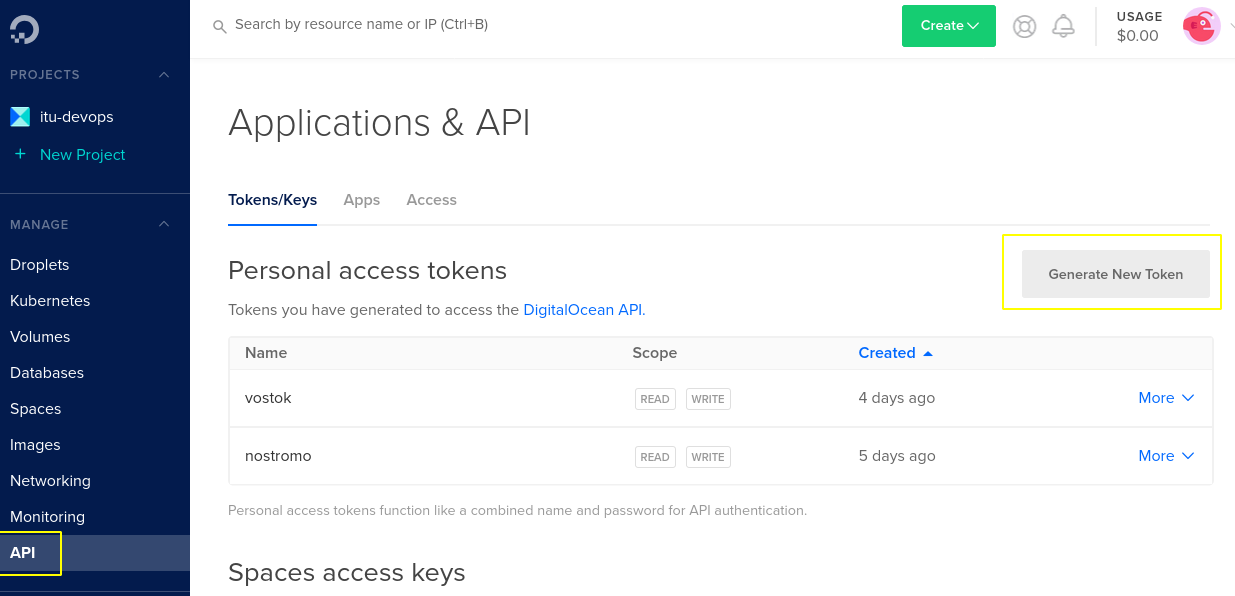 Search by resource name or IP (Ctrl+B)
Create
USAGE
$0.00
PROJECTS
itu-devops
+ New Project
MANAGE
Droplets
Kubernetes
Volumes
Databases
Spaces
Images
Networking
Monitoring
API
Applications & API
Tokens/Keys Apps Access
Personal access tokens
Generate New Token
Tokens you have generated to access the DigitalOcean API.
Name Scope Created
vostok READ WRITE 4 days ago More
nostromo READ WRITE 5 days ago More
Personal access tokens function like a combined name and password for API authentication.
Spaces access keys